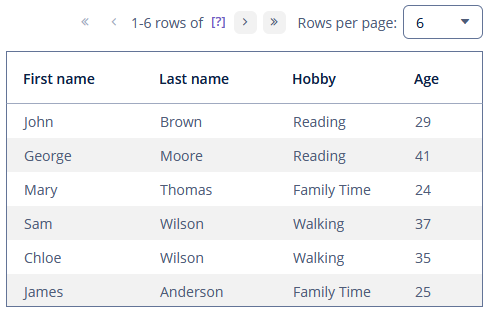 « ‹ 1-6 rows of [?] › » Rows per page: 6
First name Last name Hobby Age
John Brown Reading 29
George Moore Reading 41
Mary Thomas Family Time 24
Sam Wilson Walking 37
Chloe Wilson Walking 35
James Anderson Family Time 25